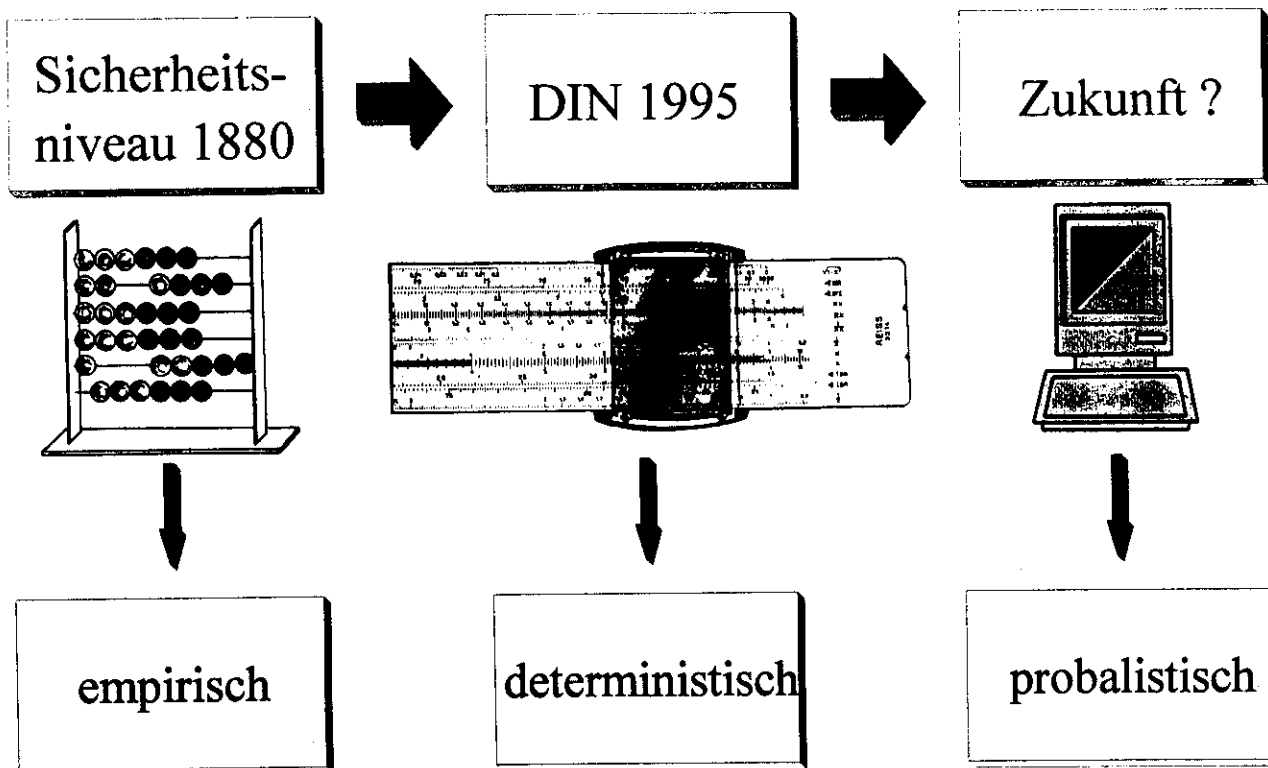 Sicherheits-
niveau 1880
DIN 1995
Zukunft ?
empirisch
deterministisch
probalistisch